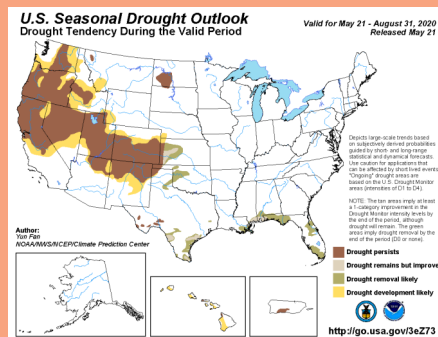 U.S. Seasonal Drought Outlook
Drought Tendency During the Valid Period
Valid for May 21 - August 31, 2020
Released May 21
Depicts large-scale trends based
on subjectively derived probabilities
guided by short- and long-range
statistical and dynamical forecasts.
Use caution for applications that
can be affected by short lived events.
"Ongoing" drought areas are
based on the U.S. Drought Monitor
areas (intensities of D1 to D4).
NOTE: The tan areas imply at least
a 1-category improvement in the
Drought Monitor intensity levels by
the end of the period, although
drought will remain. The green
areas imply drought removal by the
end of the period (D0 or none).
Author:
Yun Fan
NOAA/NWS/NCEP/Climate Prediction Center
Drought persists
Drought remains but improve
Drought removal likely
Drought development likely
http://go.usa.gov/3eZ73